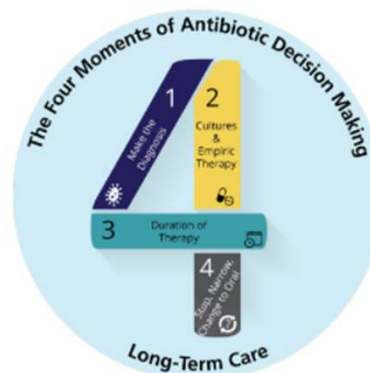 The Four Moments of Antibiotic Decision Making
1
Make the
Diagnosis
2
Cultures
&
Empiric
Therapy
3
Duration of
Therapy
4
Stop, Narrow,
Change to Oral
Long-Term Care